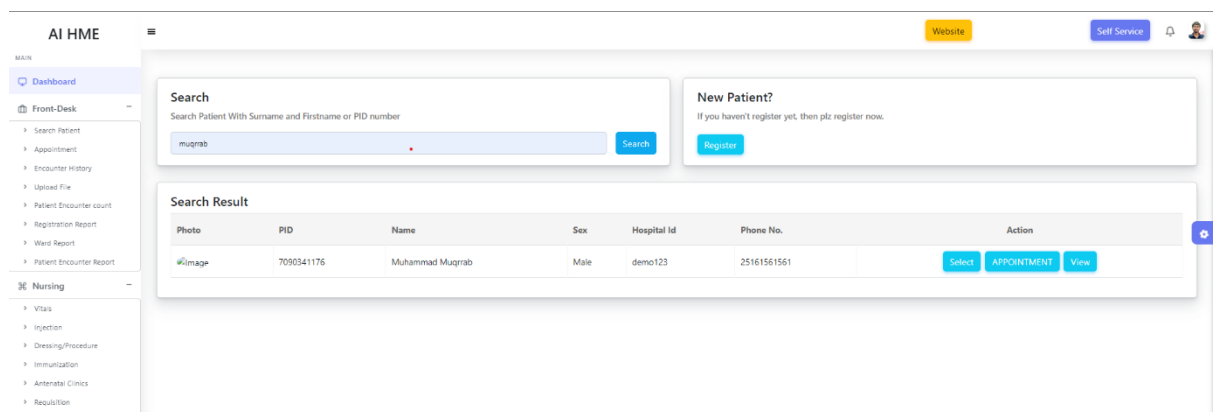 AI HME
Website
Self Service
MAIN
Dashboard
Front-Desk
Search Patient
Appointment
Encounter History
Upload File
Patient Encounter count
Registration Report
Ward Report
Patient Encounter Report
Nursing
Vitals
Injection
Dressing/Procedure
Immunization
Antenatal Clinics
Requisition
Search
Search Patient With Surname and Firstname or PID number
muqrrab
Search
New Patient?
If you haven't register yet, then plz register now.
Register
Search Result
Photo PID Name Sex Hospital Id Phone No. Action
Image 7090341176 Muhammad Muqrrab Male demo123 25161561561 Select APPOINTMENT View